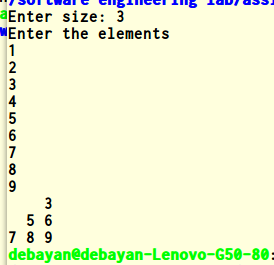 /software engineering lab/assi
Enter size: 3
Enter the elements
1
2
3
4
5
6
7
8
9
3
5 6
7 8 9
debayan@debayan-Lenovo-G50-80: